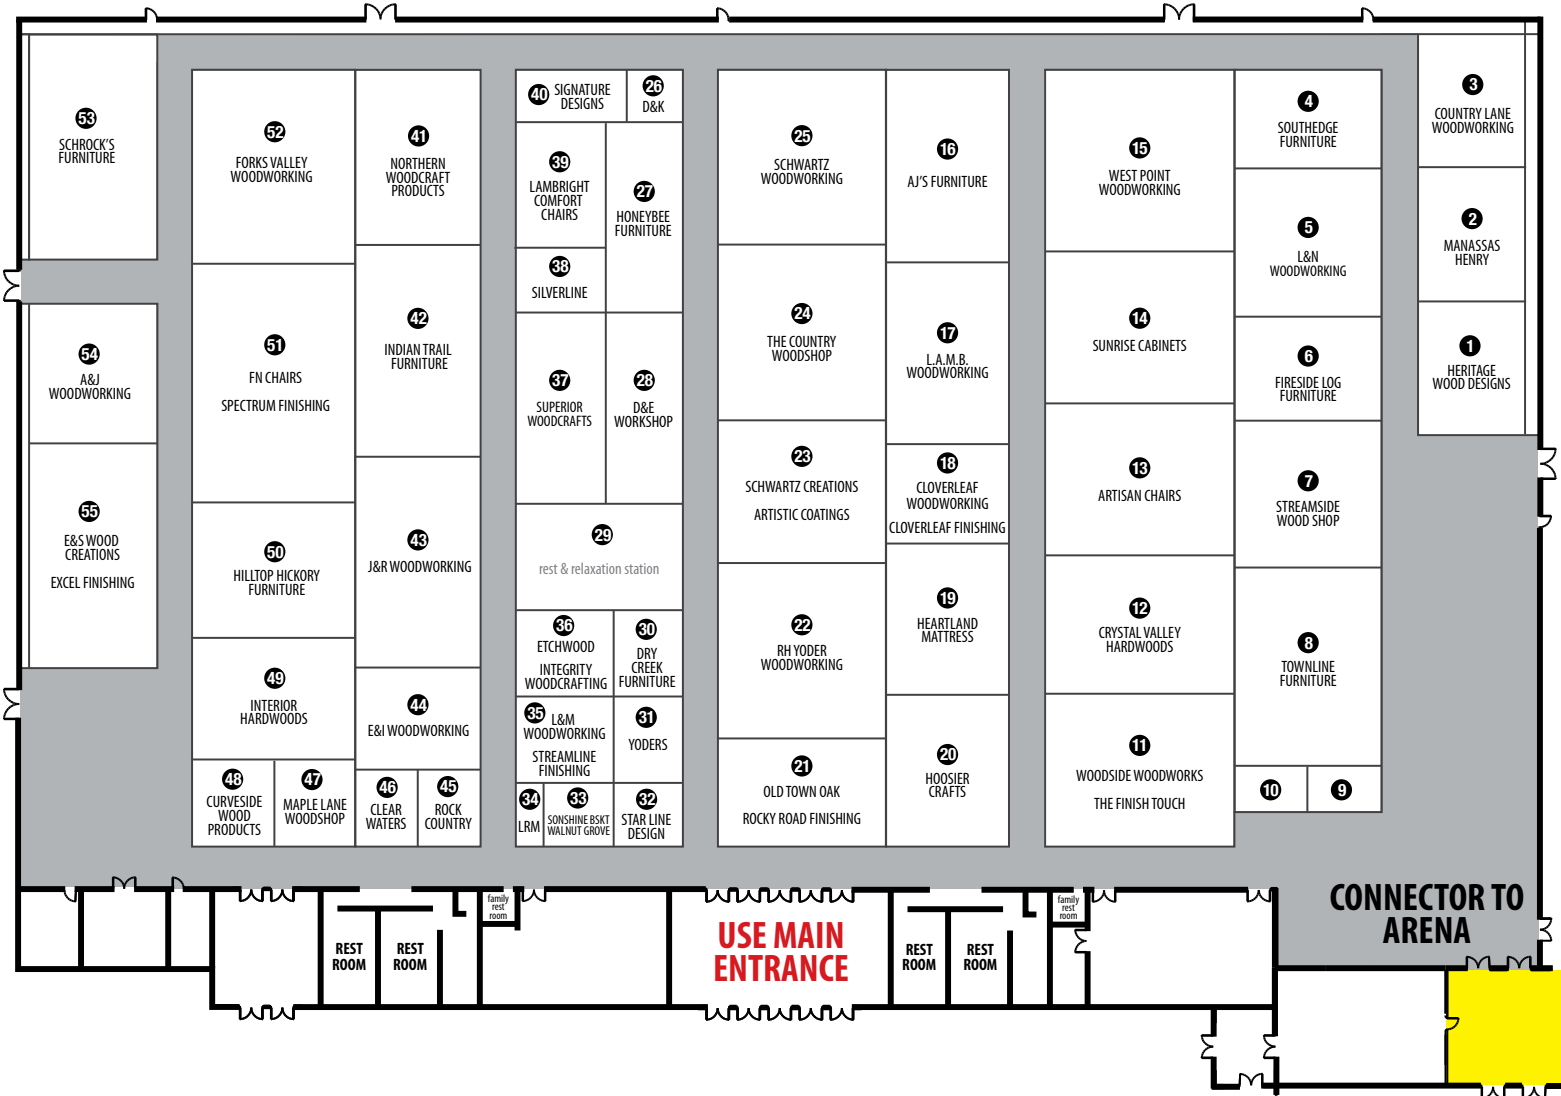 53
SCHROCK'S
FURNITURE
54
A&J
WOODWORKING
55
E&S WOOD
CREATIONS
EXCEL FINISHING
52
FORKS VALLEY
WOODWORKING
51
FN CHAIRS
SPECTRUM FINISHING
50
HILLTOP HICKORY
FURNITURE
49
INTERIOR
HARDWOODS
48
CURVESIDE
WOOD
PRODUCTS
47
MAPLE LANE
WOODSHOP
41
NORTHERN
WOODCRAFT
PRODUCTS
42
INDIAN TRAIL
FURNITURE
43
J&R WOODWORKING
44
E&I WOODWORKING
46
CLEAR
WATERS
45
ROCK
COUNTRY
40 SIGNATURE
DESIGNS
26
D&K
39
LAMBRIGHT
COMFORT
CHAIRS
27
HONEYBEE
FURNITURE
38
SILVERLINE
37
SUPERIOR
WOODCRAFTS
28
D&E
WORKSHOP
29
rest & relaxation station
36
ETCHWOOD
INTEGRITY
WOODCRAFTING
30
DRY
CREEK
FURNITURE
35 L&M
WOODWORKING
STREAMLINE
FINISHING
31
YODERS
34
LRM
33
SONSHINE BSKT
WALNUT GROVE
32
STAR LINE
DESIGN
25
SCHWARTZ
WOODWORKING
24
THE COUNTRY
WOODSHOP
23
SCHWARTZ CREATIONS
ARTISTIC COATINGS
22
RH YODER
WOODWORKING
21
OLD TOWN OAK
ROCKY ROAD FINISHING
16
AJ'S FURNITURE
17
L.A.M.B.
WOODWORKING
18
CLOVERLEAF
WOODWORKING
CLOVERLEAF FINISHING
19
HEARTLAND
MATTRESS
20
HOOSIER
CRAFTS
15
WEST POINT
WOODWORKING
14
SUNRISE CABINETS
13
ARTISAN CHAIRS
12
CRYSTAL VALLEY
HARDWOODS
11
WOODSIDE WOODWORKS
THE FINISH TOUCH
4
SOUTHEDGE
FURNITURE
5
L&N
WOODWORKING
6
FIRESIDE LOG
FURNITURE
7
STREAMSIDE
WOOD SHOP
8
TOWNLINE
FURNITURE
10
9
3
COUNTRY LANE
WOODWORKING
2
MANASSAS
HENRY
1
HERITAGE
WOOD DESIGNS
REST
ROOM
REST
ROOM
family
rest
room
USE MAIN
ENTRANCE
REST
ROOM
REST
ROOM
family
rest
room
CONNECTOR TO
ARENA